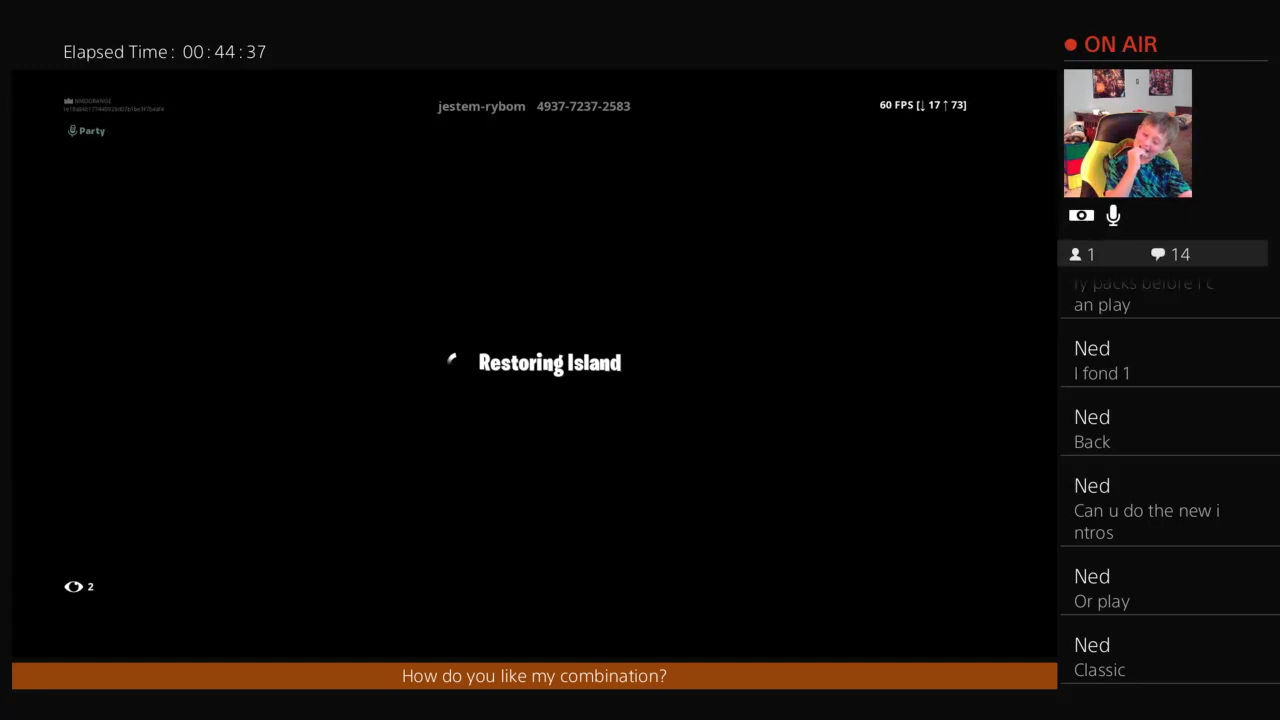 Elapsed Time: 00:44:37
ON AIR
jestem-rybom 4937-7237-2583
60 FPS [↓ 17 ↑ 73]
Party
1 14
an play
Ned
I fond 1
Ned
Back
Restoring Island
Ned
Can u do the new i
ntros
Ned
Or play
2
Ned
Classic
How do you like my combination?